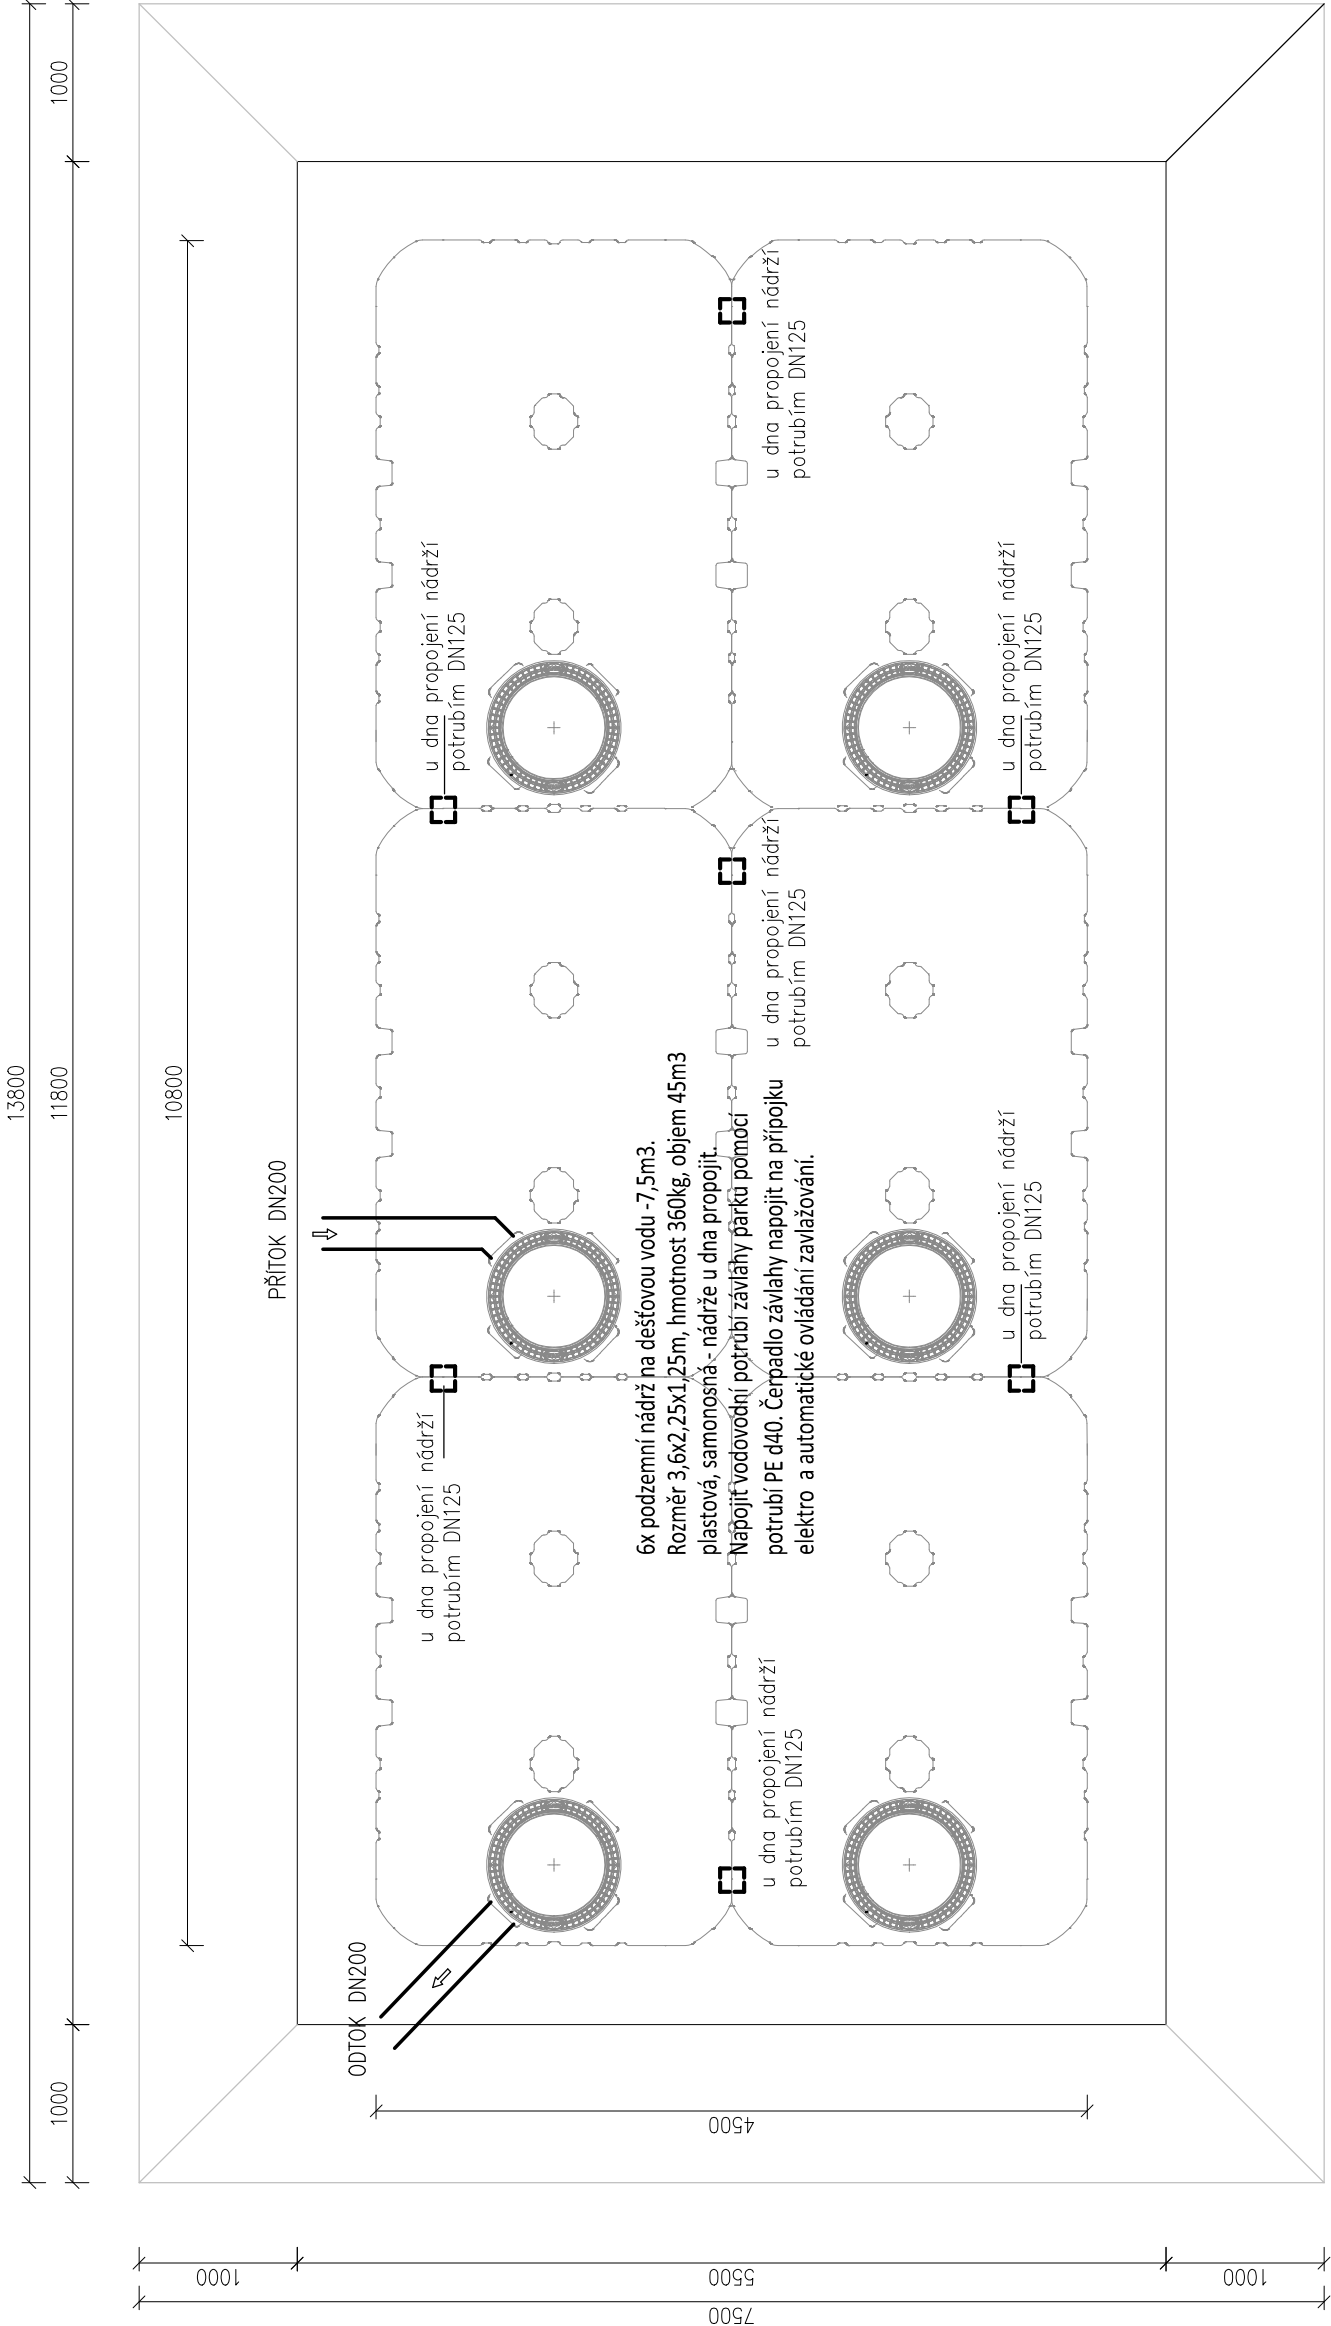 13800
1000
11800
1000
10800
PŘÍTOK DN200
ODTOK DN200
u dna propojení nádrží
potrubím DN125
u dna propojení nádrží
potrubím DN125
u dna propojení nádrží
potrubím DN125
u dna propojení nádrží
potrubím DN125
u dna propojení nádrží
potrubím DN125
u dna propojení nádrží
potrubím DN125
u dna propojení nádrží
potrubím DN125
6x podzemní nádrž na dešťovou vodu -7,5m3.
Rozměr 3,6x2,25x1,25m, hmotnost 360kg, objem 45m3
plastová, samonosná - nádrže u dna propojit.
Napojit vodovodní potrubí závlahy parku pomocí
potrubí PE d40. Čerpadlo závlahy napojit na přípojku
elektro a automatické ovládání zavlažování.
4500
1000
5500
1000
7500